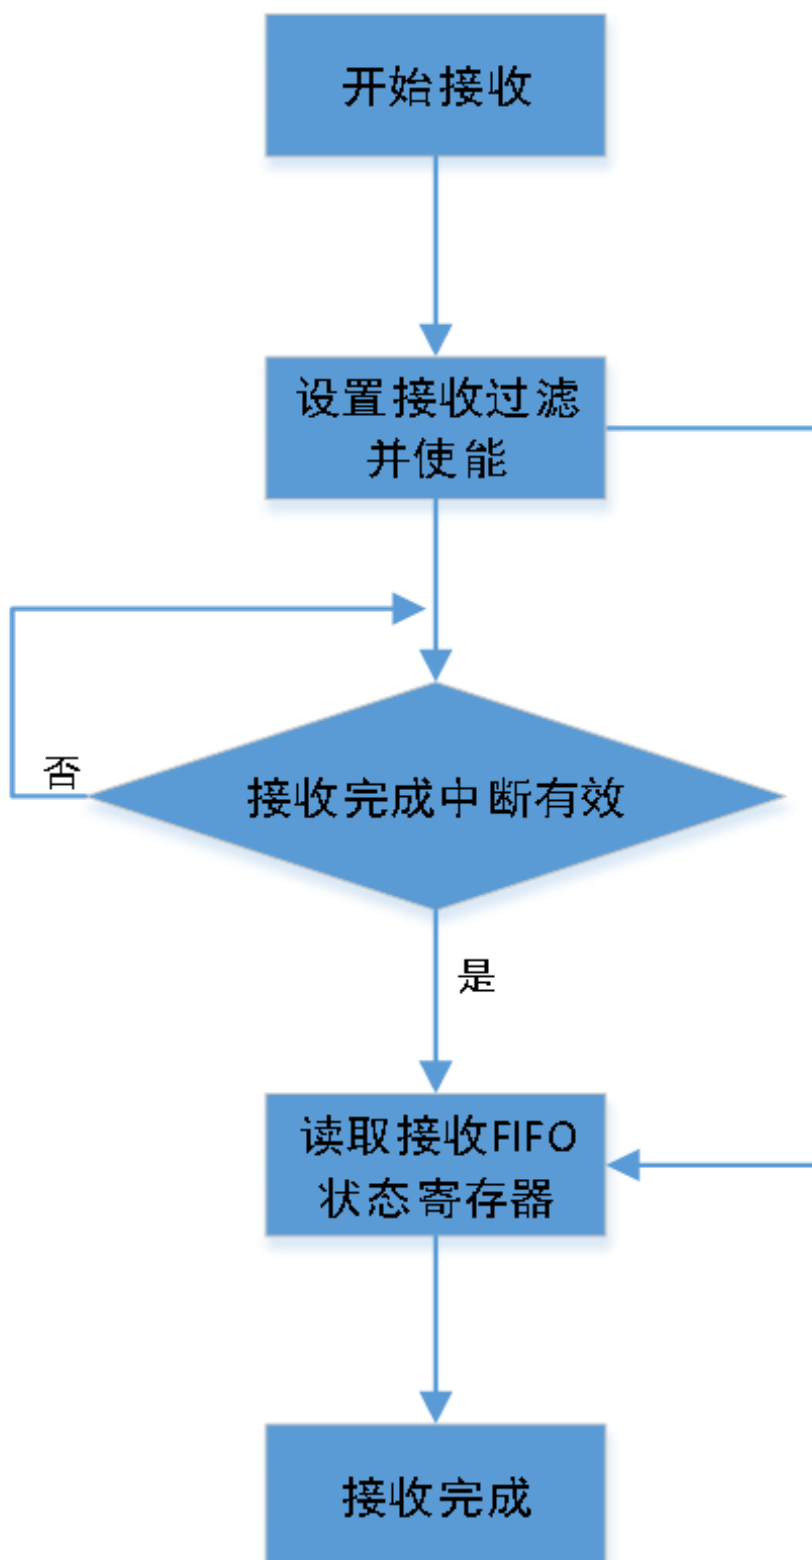 开始接收
设置接收过滤
并使能
否
接收完成中断有效
是
读取接收FIFO
状态寄存器
接收完成